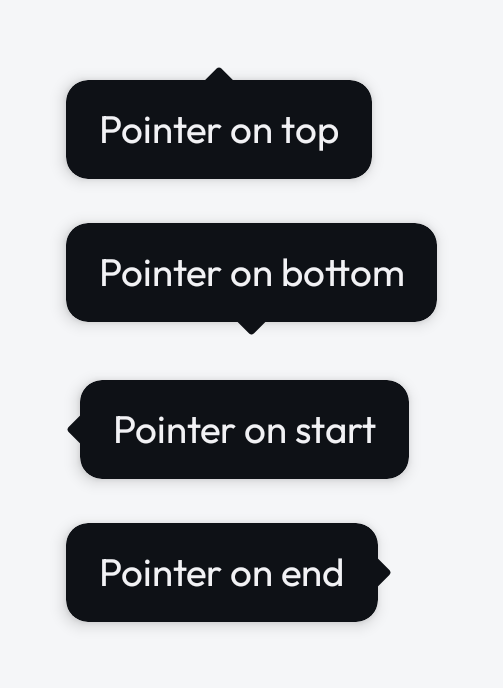 Pointer on top
Pointer on bottom
Pointer on start
Pointer on end